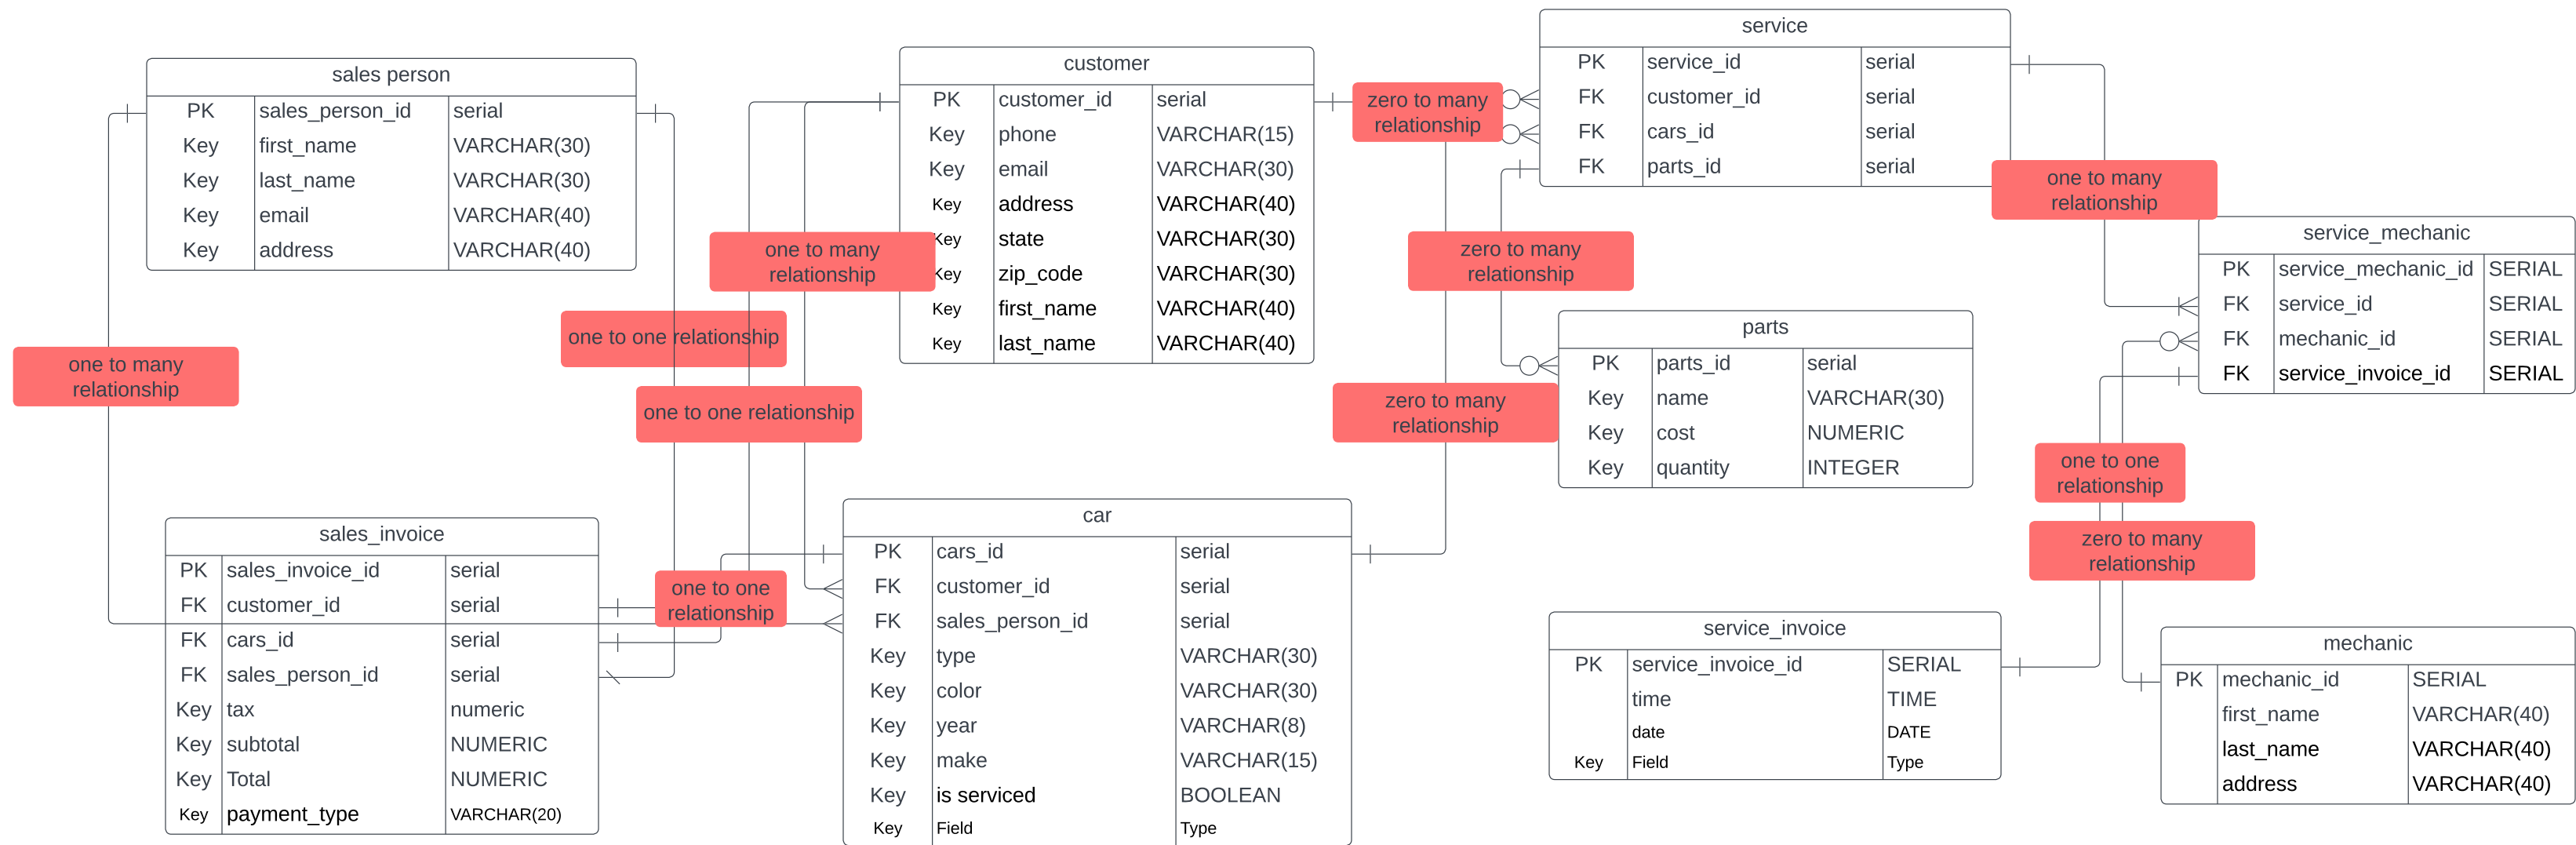 sales person
PK sales_person_id serial
Key first_name VARCHAR(30)
Key last_name VARCHAR(30)
Key email VARCHAR(40)
Key address VARCHAR(40)
customer
PK customer_id serial
Key phone VARCHAR(15)
Key email VARCHAR(30)
Key address VARCHAR(40)
Key state VARCHAR(30)
Key zip_code VARCHAR(30)
Key first_name VARCHAR(40)
Key last_name VARCHAR(40)
service
PK service_id serial
FK customer_id serial
FK cars_id serial
FK parts_id serial
zero to many
relationship
one to many
relationship
one to many
relationship
zero to many
relationship
service_mechanic
PK service_mechanic_id SERIAL
FK service_id SERIAL
FK mechanic_id SERIAL
FK service_invoice_id SERIAL
one to one relationship
one to many
relationship
one to one relationship
zero to many
relationship
parts
PK parts_id serial
Key name VARCHAR(30)
Key cost NUMERIC
Key quantity INTEGER
one to one
relationship
zero to many
relationship
sales_invoice
PK sales_invoice_id serial
FK customer_id serial
FK cars_id serial
FK sales_person_id serial
Key tax numeric
Key subtotal NUMERIC
Key Total NUMERIC
Key payment_type VARCHAR(20)
one to one
relationship
car
PK cars_id serial
FK customer_id serial
FK sales_person_id serial
Key type VARCHAR(30)
Key color VARCHAR(30)
Key year VARCHAR(8)
Key make VARCHAR(15)
Key is serviced BOOLEAN
Key Field Type
service_invoice
PK service_invoice_id SERIAL
time TIME
date DATE
Key Field Type
mechanic
PK mechanic_id SERIAL
first_name VARCHAR(40)
last_name VARCHAR(40)
address VARCHAR(40)